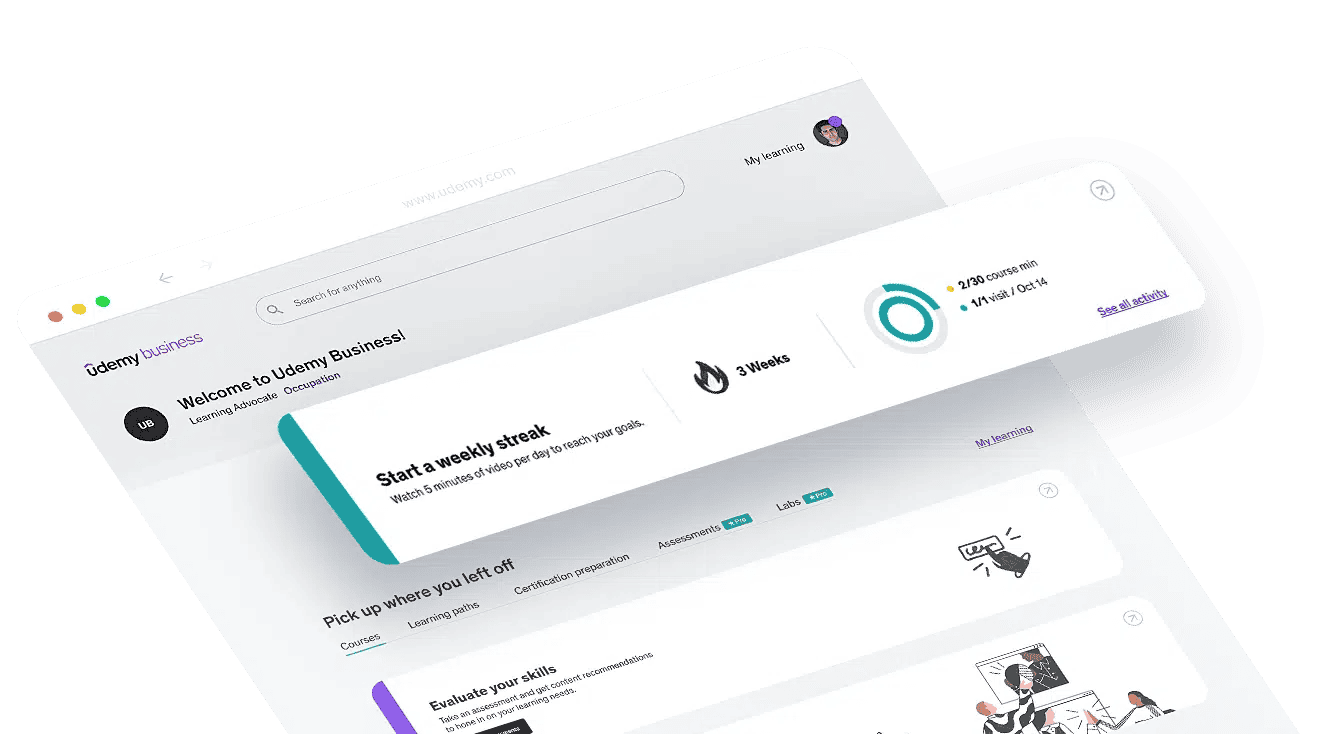 www.udemy.com
My learning
Search for anything
ûdemy business
UB
Welcome to Udemy Business!
Learning Advocate Occupation
Start a weekly streak
Watch 5 minutes of video per day to reach your goals.
3 Weeks
2/30 course min
1/1 visit / Oct 14
See all activity
My learning
Pick up where you left off
Courses
Learning paths
Certification preparation
Assessments
★ Pro
Labs
★ Pro
Evaluate your skills
Take an assessment and get content recommendations
to hone in on your learning needs.